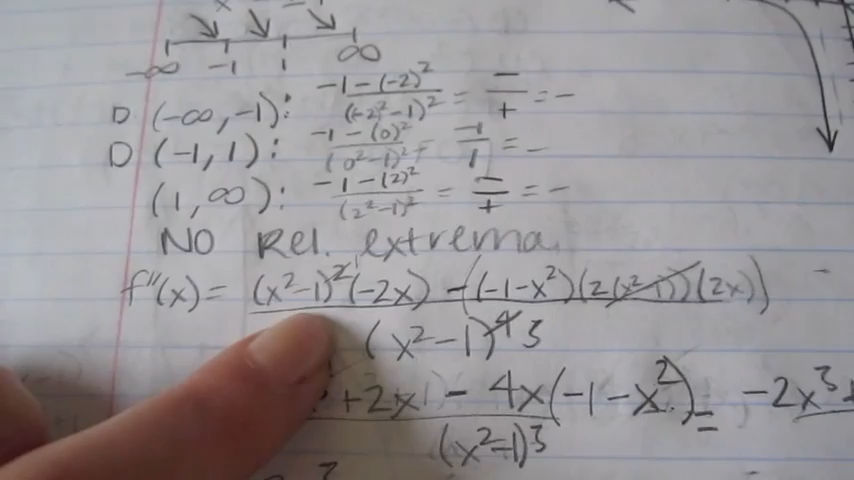 -∞ -1 1 ∞
D (-∞, -1): -1-(-2)²/(-2²-1)² = -/+ = -
D (-1, 1): -1-(0)²/(0²-1)² = -1/1 = -
(1, ∞): -1-(2)²/(2²-1)² = -/+ = -
NO Rel. extrema.
f''(x) = (x²-1)²(-2x) - (-1-x²)(2(x²-1))(2x)) / (x²-1)⁴ 3
+2x) - 4x(-1-x²) / (x²-1)³ = -2x³